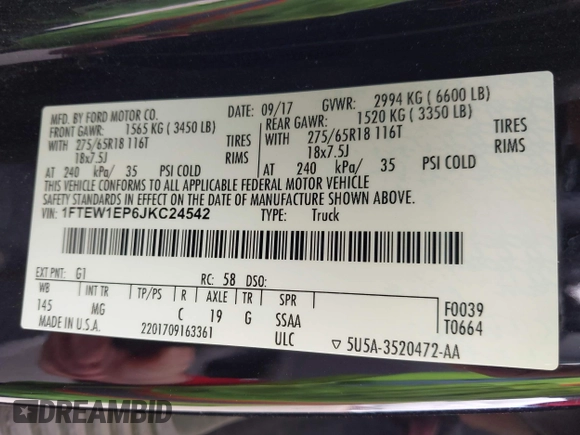 MFD. BY FORD MOTOR CO.
DATE: 09/17 GVWR: 2994 KG ( 6600 LB)
FRONT GAWR: 1565 KG ( 3450 LB) REAR GAWR: 1520 KG ( 3350 LB)
WITH 275/65R18 116T TIRES WITH 275/65R18 116T TIRES
18x7.5J RIMS 18x7.5J RIMS
AT 240 kPa/ 35 PSI COLD AT 240 kPa/ 35 PSI COLD
THIS VEHICLE CONFORMS TO ALL APPLICABLE FEDERAL MOTOR VEHICLE
SAFETY STANDARDS IN EFFECT ON THE DATE OF MANUFACTURE SHOWN ABOVE.
VIN: 1FTEW1EP6JKC24542 TYPE: Truck
EXT PNT: G1 RC: 58 DSO:
WB INT TR TP/PS R AXLE TR SPR
145 MG C 19 G SSAA
F0039
T0664
MADE IN U.S.A. 2201709163361 ULC ▽ 5U5A-3520472-AA
DREAMBID